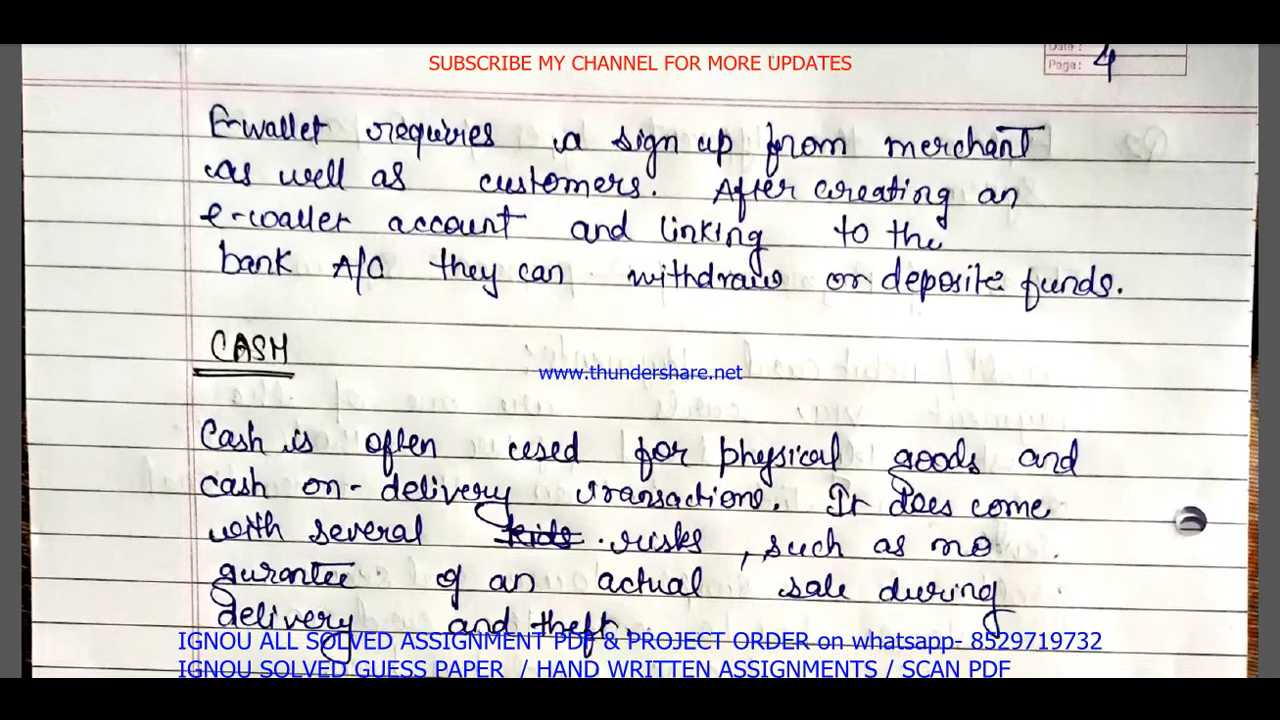 SUBSCRIBE MY CHANNEL FOR MORE UPDATES
Date:
Page: 4
E-wallet requiries a sign up from merchant
as well as customers. After creating an
e-wallet account and linking to the
bank A/C they can withdraw or deposite funds.
CASH
www.thundershare.net
Cash is often used for physical goods and
cash on-delivery transactions. It does come
with several risks, such as no
gurantee of an actual sale during
delivery and theft.
IGNOU ALL SOLVED ASSIGNMENT PDF & PROJECT ORDER on whatsapp- 8529719732
IGNOU SOLVED GUESS PAPER / HAND WRITTEN ASSIGNMENTS / SCAN PDF